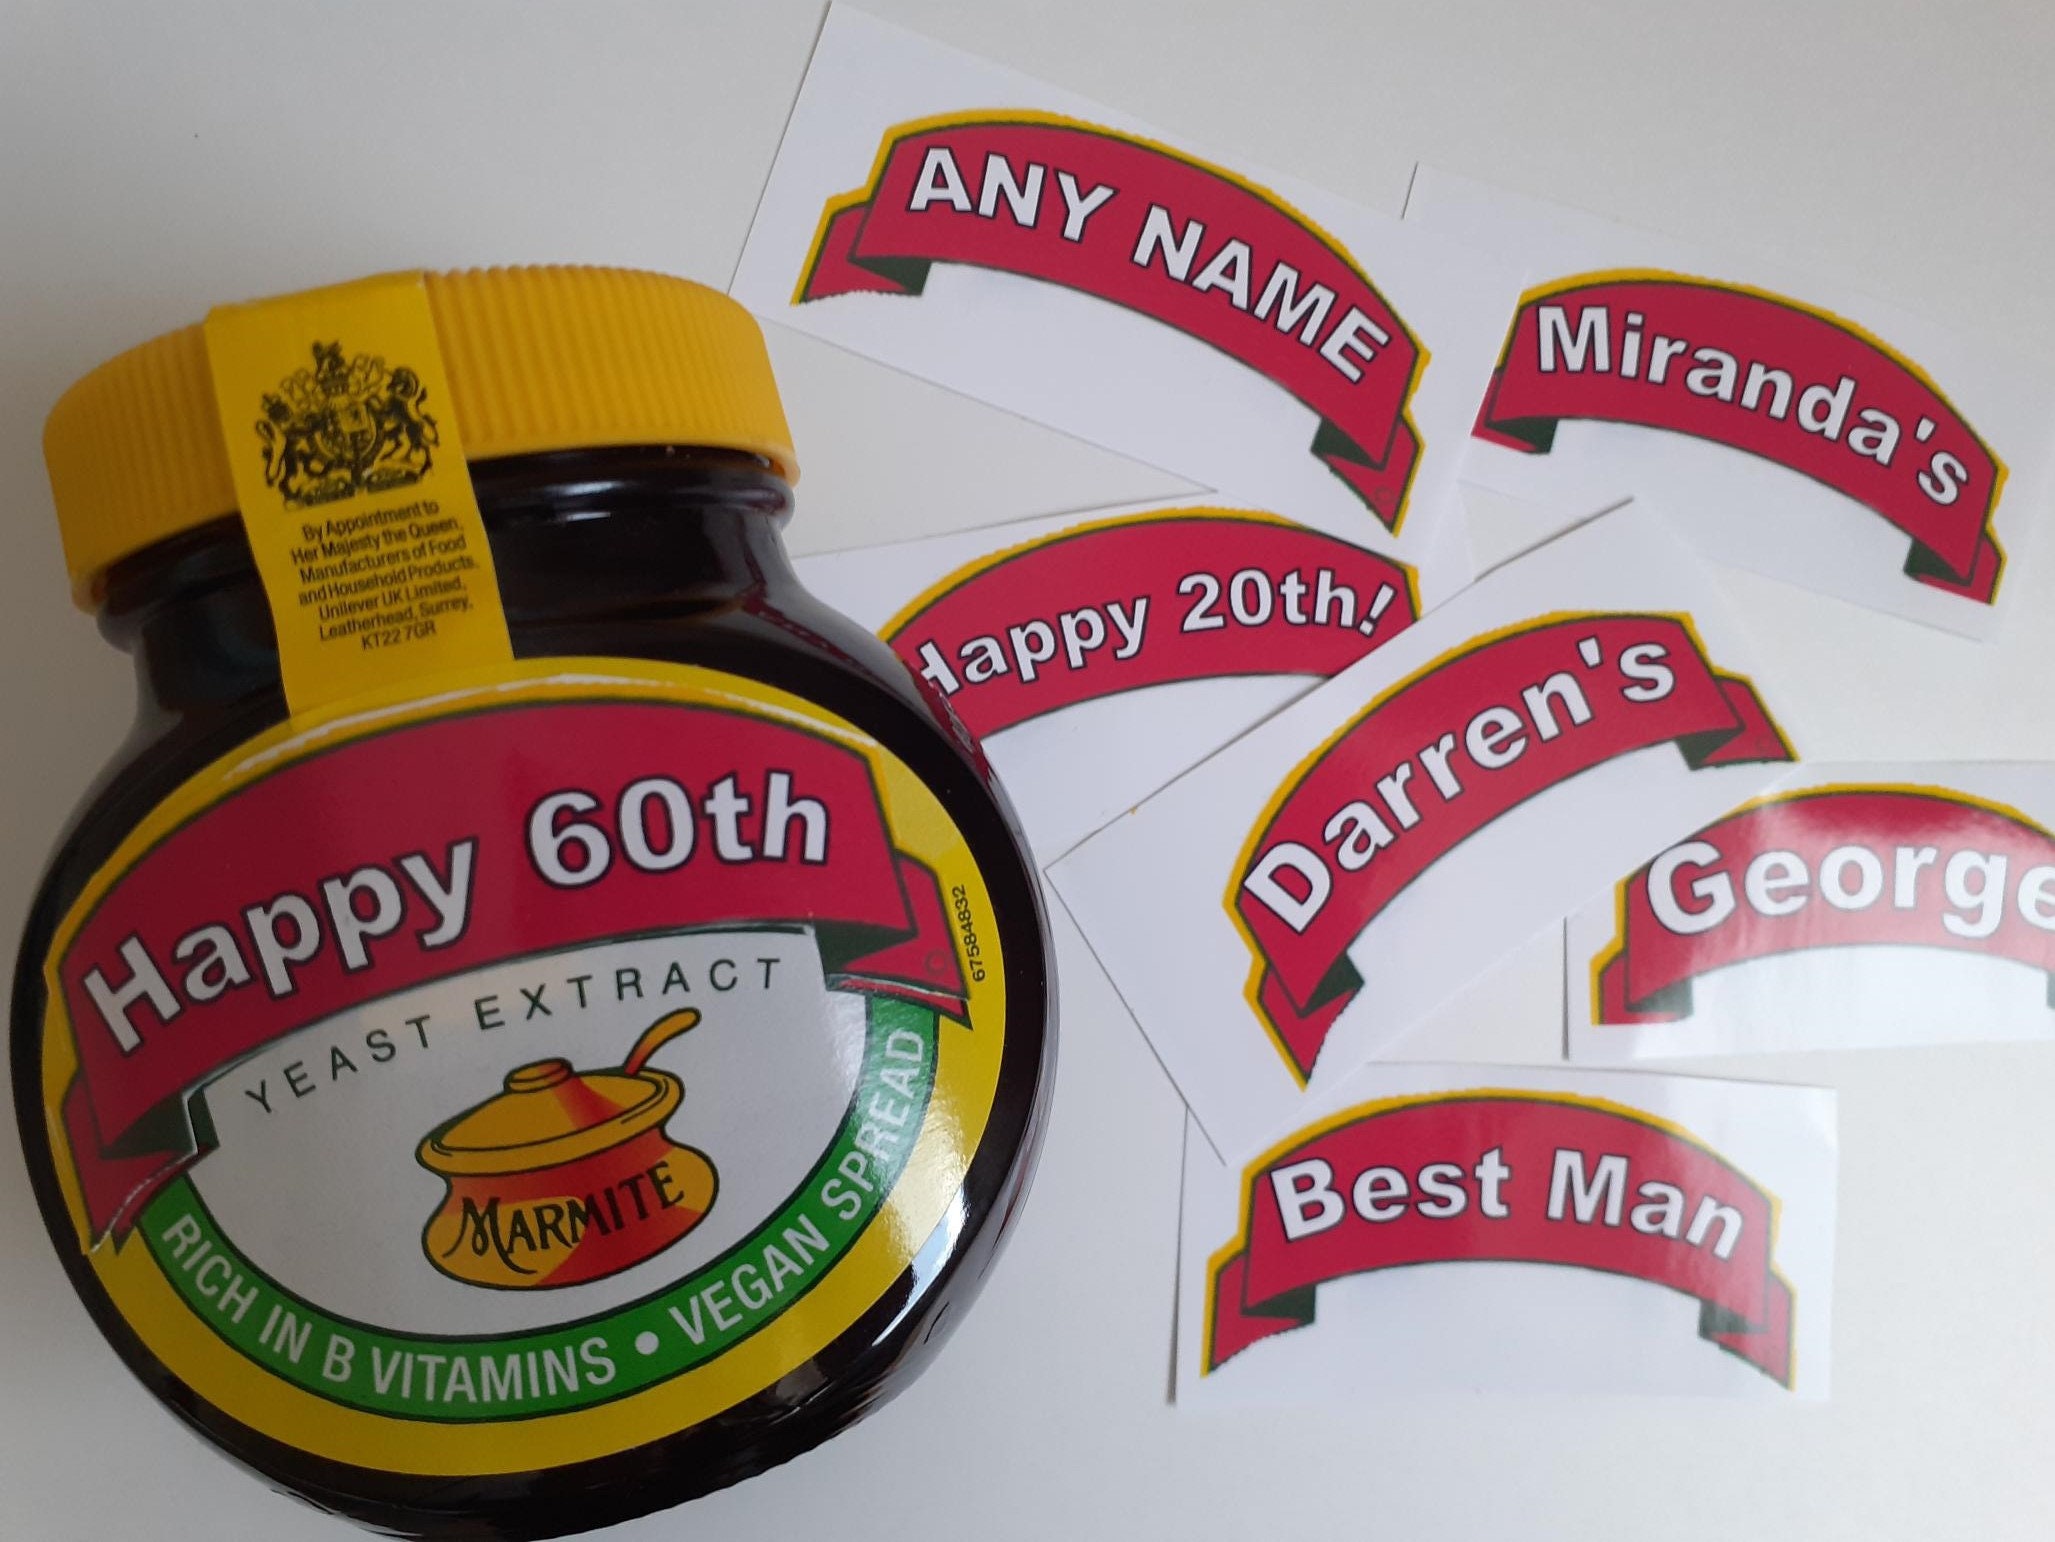 By Appointment to
Her Majesty the Queen,
Manufacturers of Food
and Household Products,
Unilever UK Limited,
Leatherhead, Surrey,
KT22 7GR
Happy 60th
YEAST EXTRACT
MARMITE
RICH IN B VITAMINS • VEGAN SPREAD
67584832
ANY NAME
Miranda's
Happy 20th!
Darren's
George
Best Man